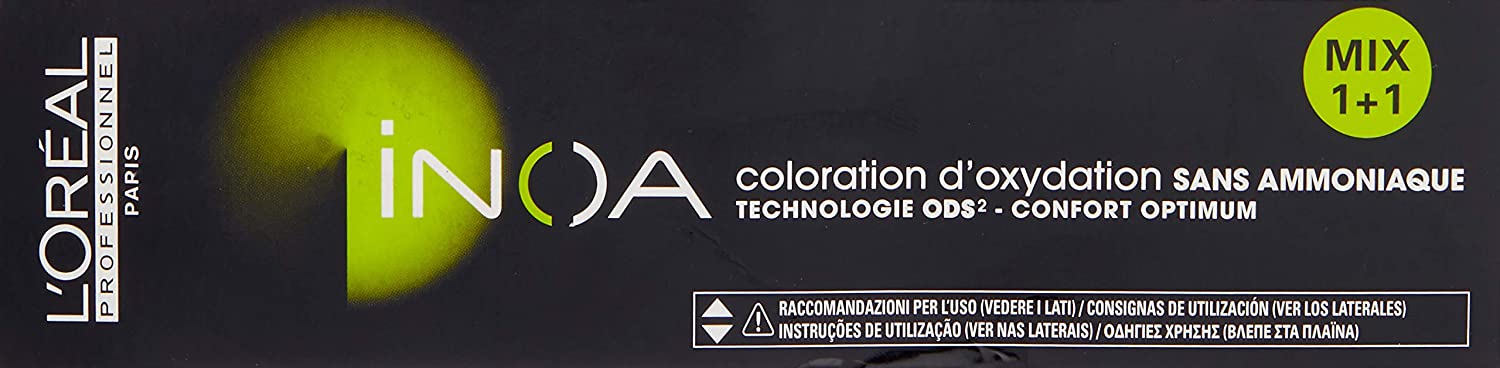 L'ORÉAL
PROFESSIONNEL
PARIS
iNOA
coloration d'oxydation SANS AMMONIAQUE
TECHNOLOGIE ODS² - CONFORT OPTIMUM
MIX
1+1
RACCOMANDAZIONI PER L'USO (VEDERE I LATI) / CONSIGNAS DE UTILIZACIÓN (VER LOS LATERALES)
INSTRUÇÕES DE UTILIZAÇÃO (VER NAS LATERAIS) / ΟΔΗΓΙΕΣ ΧΡΗΣΗΣ (ΒΛΕΠΕ ΣΤΑ ΠΛΑΪΝΑ)